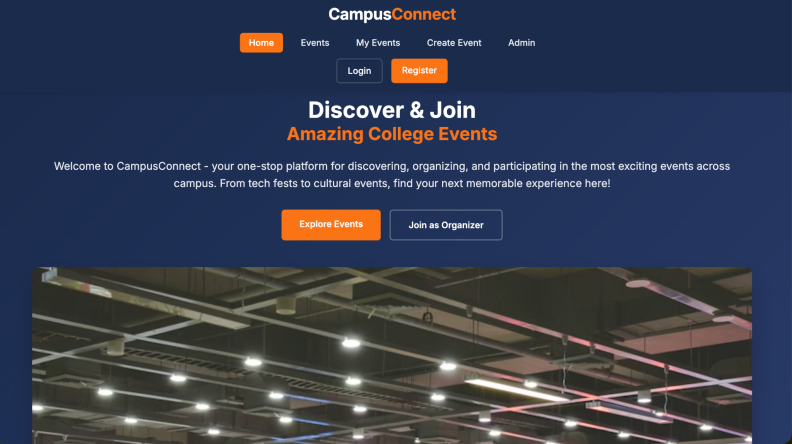 CampusConnect
Home Events My Events Create Event Admin
Login Register
Discover & Join
Amazing College Events
Welcome to CampusConnect - your one-stop platform for discovering, organizing, and participating in the most exciting events across
campus. From tech fests to cultural events, find your next memorable experience here!
Explore Events Join as Organizer